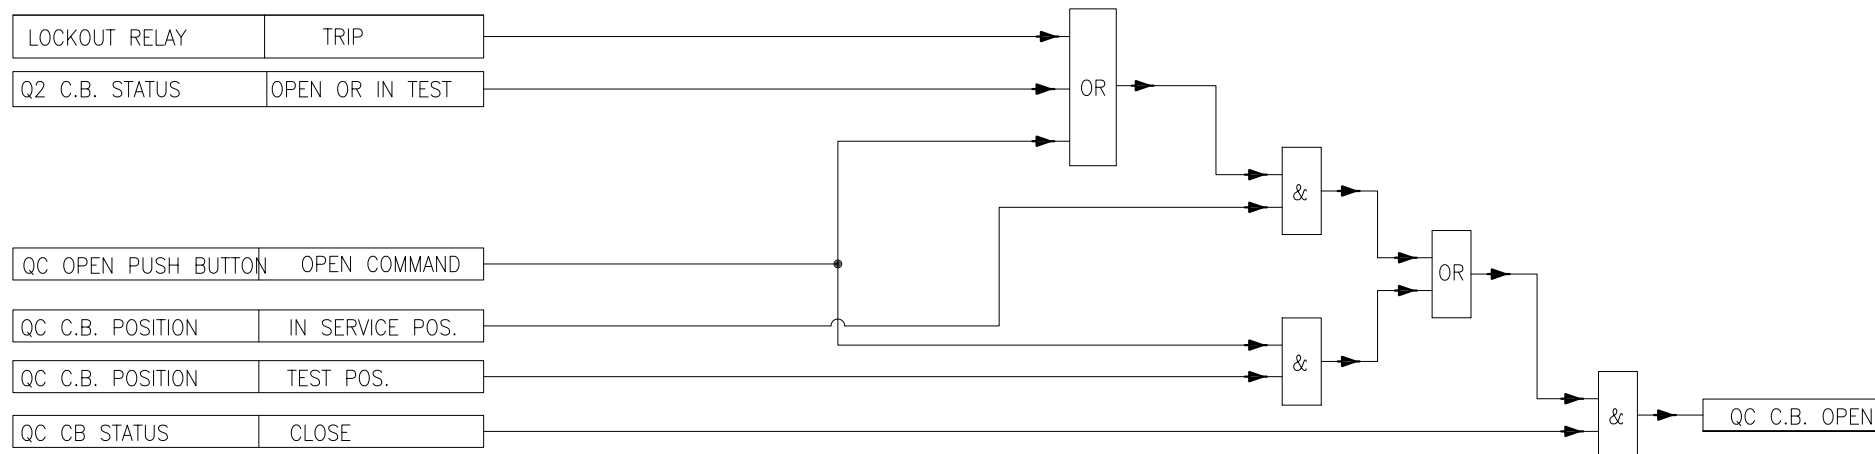 LOCKOUT RELAY TRIP
Q2 C.B. STATUS OPEN OR IN TEST
OR
&
QC OPEN PUSH BUTTON OPEN COMMAND
OR
QC C.B. POSITION IN SERVICE POS.
&
QC C.B. POSITION TEST POS.
&
QC C.B. OPEN
QC CB STATUS CLOSE